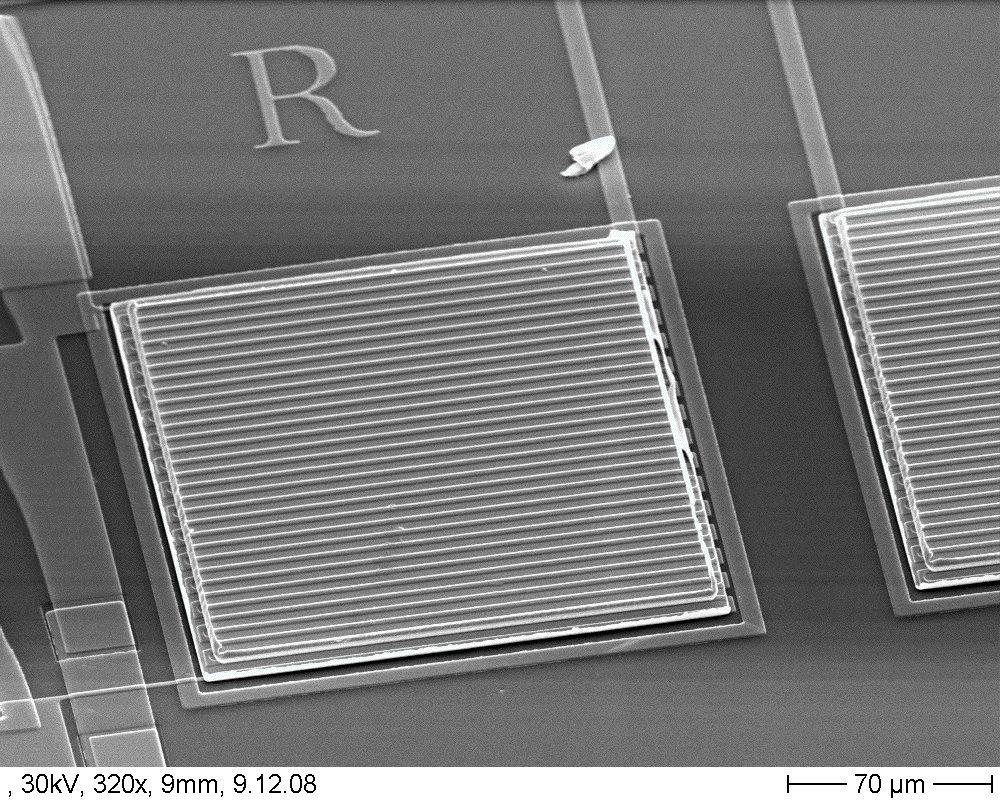 R
, 30kV, 320x, 9mm, 9.12.08
70 µm